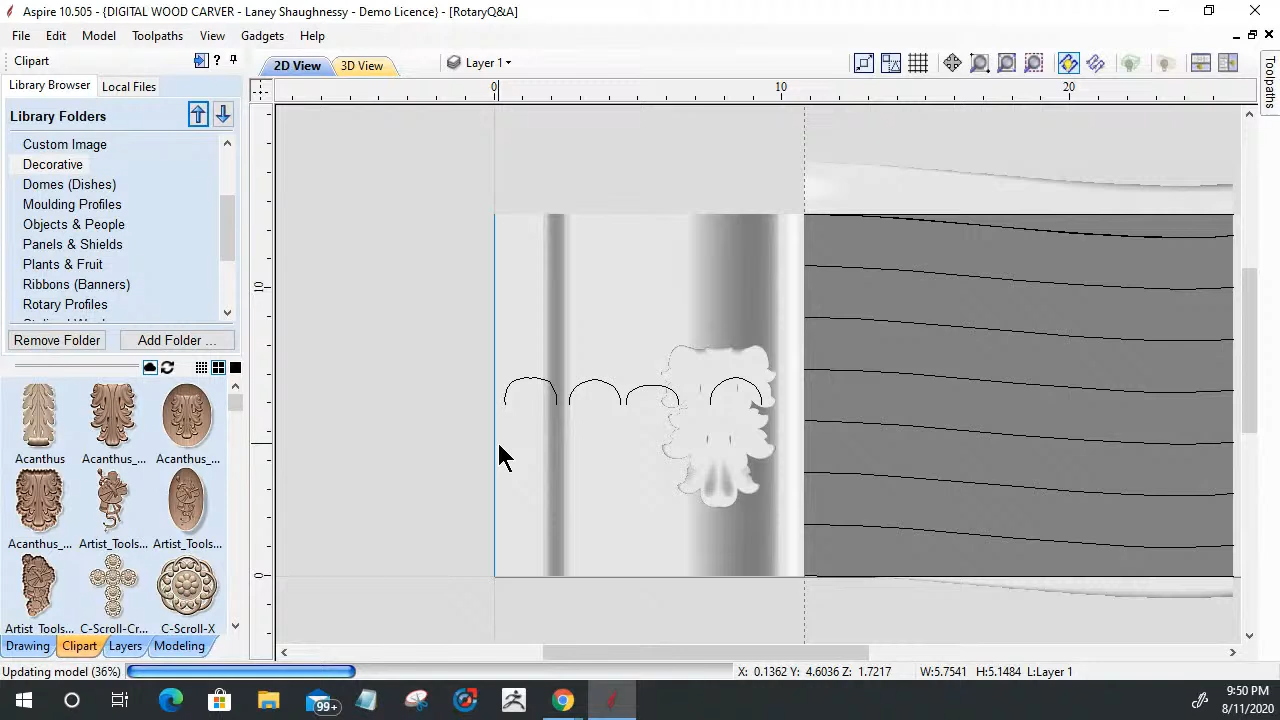 Aspire 10.505 - {DIGITAL WOOD CARVER - Laney Shaughnessy - Demo Licence} - [RotaryQ&A]
File Edit Model Toolpaths View Gadgets Help
Clipart ?
2D View 3D View Layer 1
Library Browser Local Files
Library Folders
Custom Image
Decorative
Domes (Dishes)
Moulding Profiles
Objects & People
Panels & Shields
Plants & Fruit
Ribbons (Banners)
Rotary Profiles
Remove Folder Add Folder ...
Acanthus Acanthus_... Acanthus_...
Acanthus_... Artist_Tools... Artist_Tools...
Artist_Tools... C-Scroll-Cr... C-Scroll-X
Drawing Clipart Layers Modeling
0 10 20
10
0
Toolpaths
Updating model (36%) X: 0.1362 Y: 4.6036 Z: 1.7217 W:5.7541 H:5.1484 L:Layer 1
99+
9:50 PM
8/11/2020